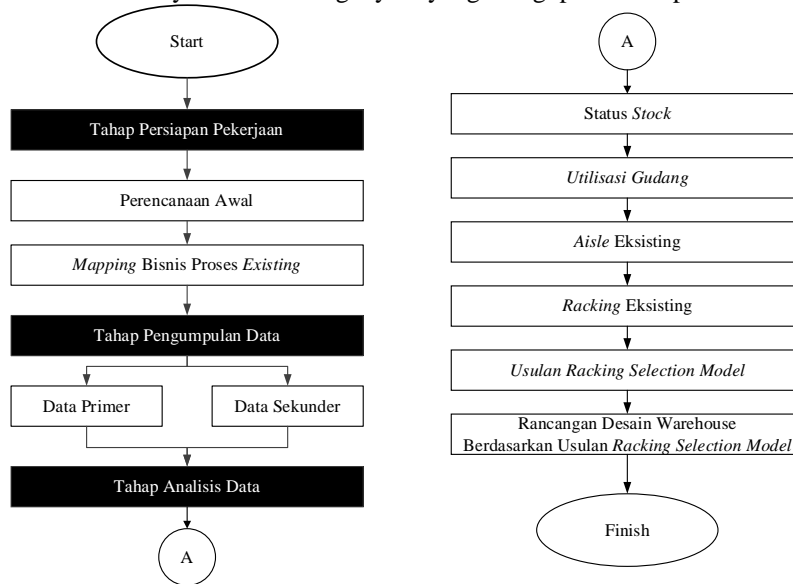 Start
Tahap Persiapan Pekerjaan
Perencanaan Awal
Mapping Bisnis Proses Existing
Tahap Pengumpulan Data
Data Primer
Data Sekunder
Tahap Analisis Data
A
A
Status Stock
Utilisasi Gudang
Aisle Eksisting
Racking Eksisting
Usulan Racking Selection Model
Rancangan Desain Warehouse
Berdasarkan Usulan Racking Selection Model
Finish